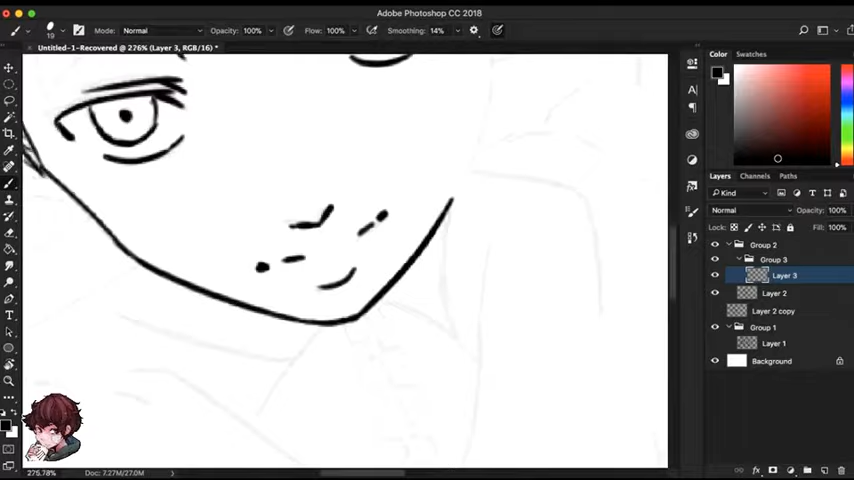 Adobe Photoshop CC 2018
19
Mode: Normal
Opacity: 100%
Flow: 100%
Smoothing: 14%
Untitled-1-Recovered @ 276% (Layer 3, RGB/16) *
Color Swatches
Layers Channels Paths
Kind
Normal
Opacity: 100%
Lock:
Fill: 100%
Group 2
Group 3
Layer 3
Layer 2
Layer 2 copy
Group 1
Layer 1
Background
275.78%
Doc: 7.27M/27.0M